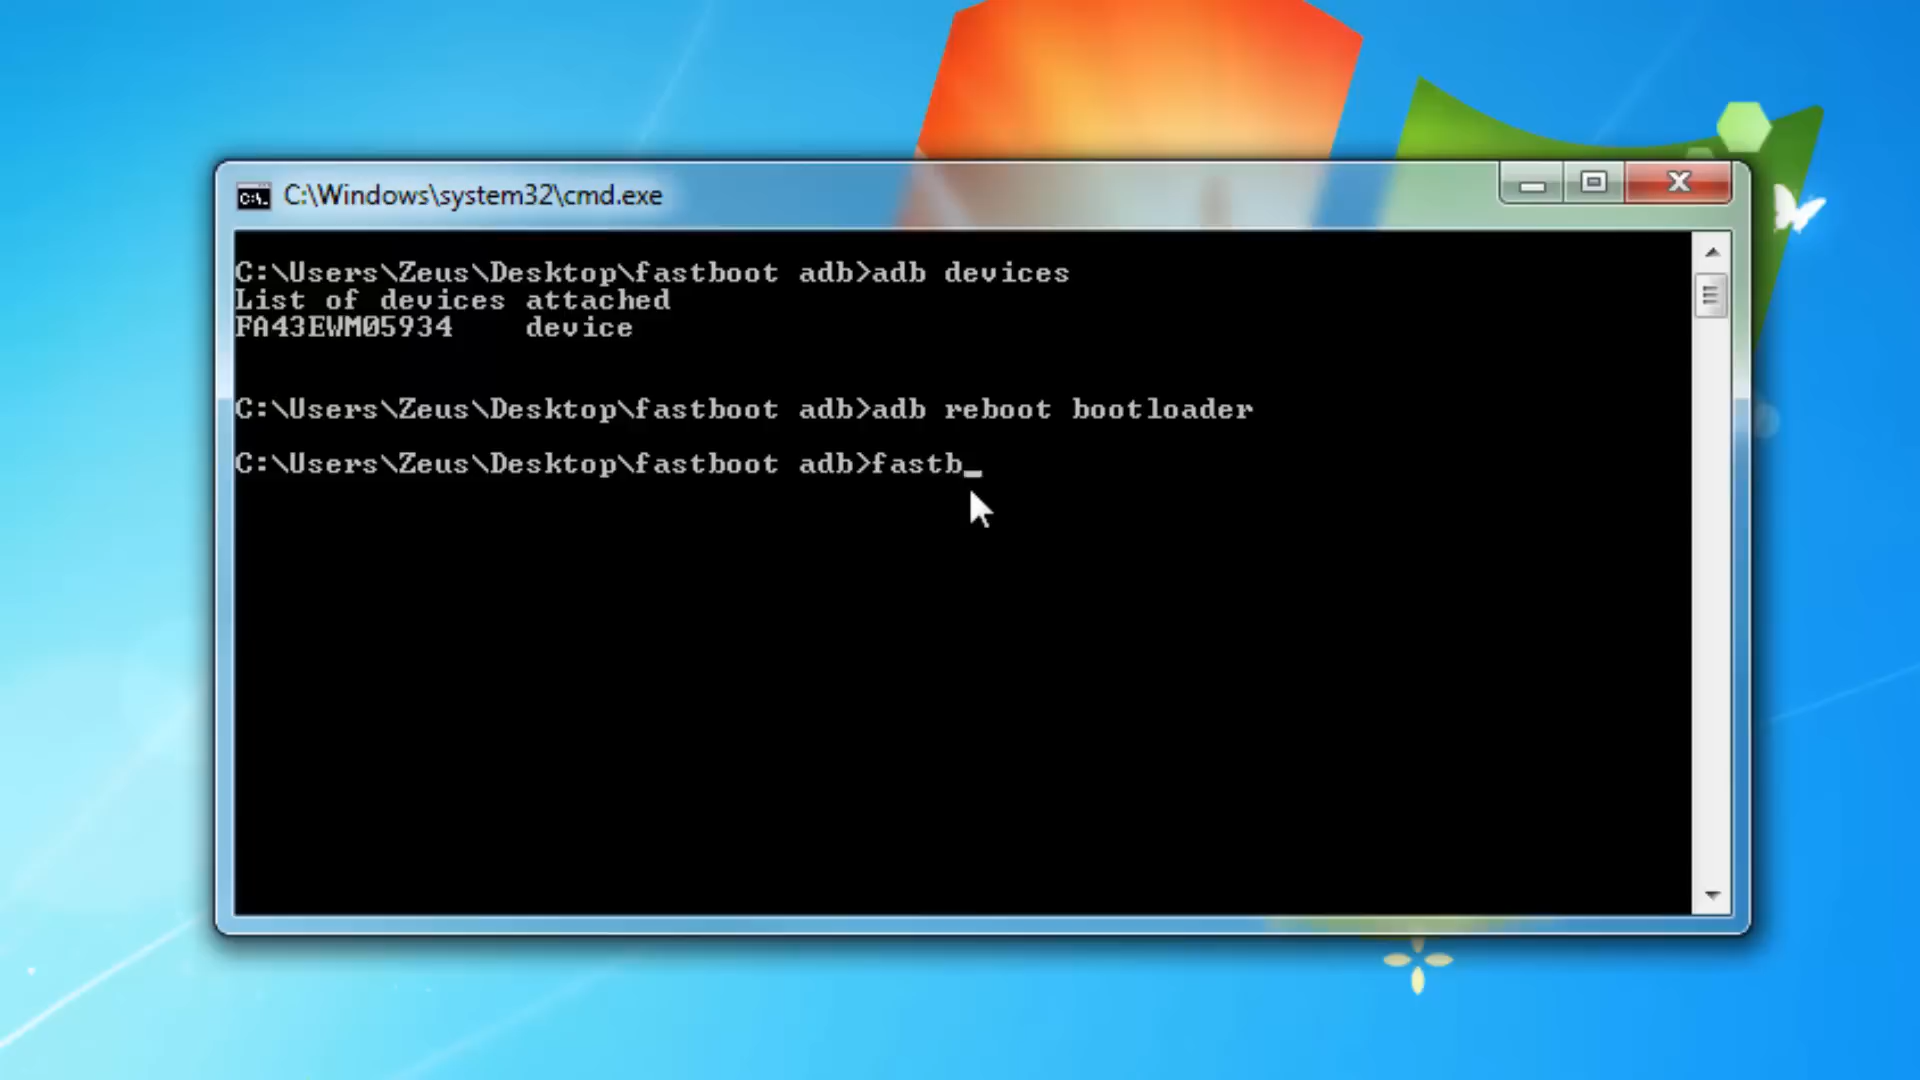 C:\Windows\system32\cmd.exe
C:\Users\Zeus\Desktop\fastboot adb>adb devices
List of devices attached
FA43EWM05934    device
C:\Users\Zeus\Desktop\fastboot adb>adb reboot bootloader
C:\Users\Zeus\Desktop\fastboot adb>fastb_